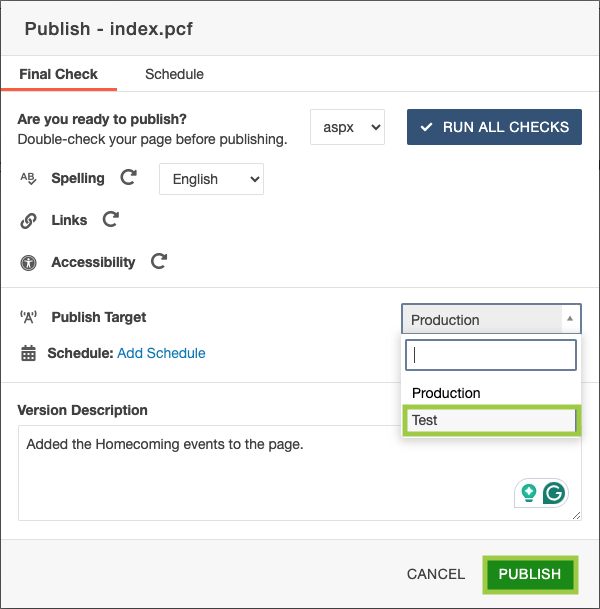 Publish - index.pcf
Final Check Schedule
Are you ready to publish?
Double-check your page before publishing.
aspx
RUN ALL CHECKS
Spelling
English
Links
Accessibility
Publish Target
Production
Schedule: Add Schedule
Production
Test
Version Description
Added the Homecoming events to the page.
CANCEL PUBLISH